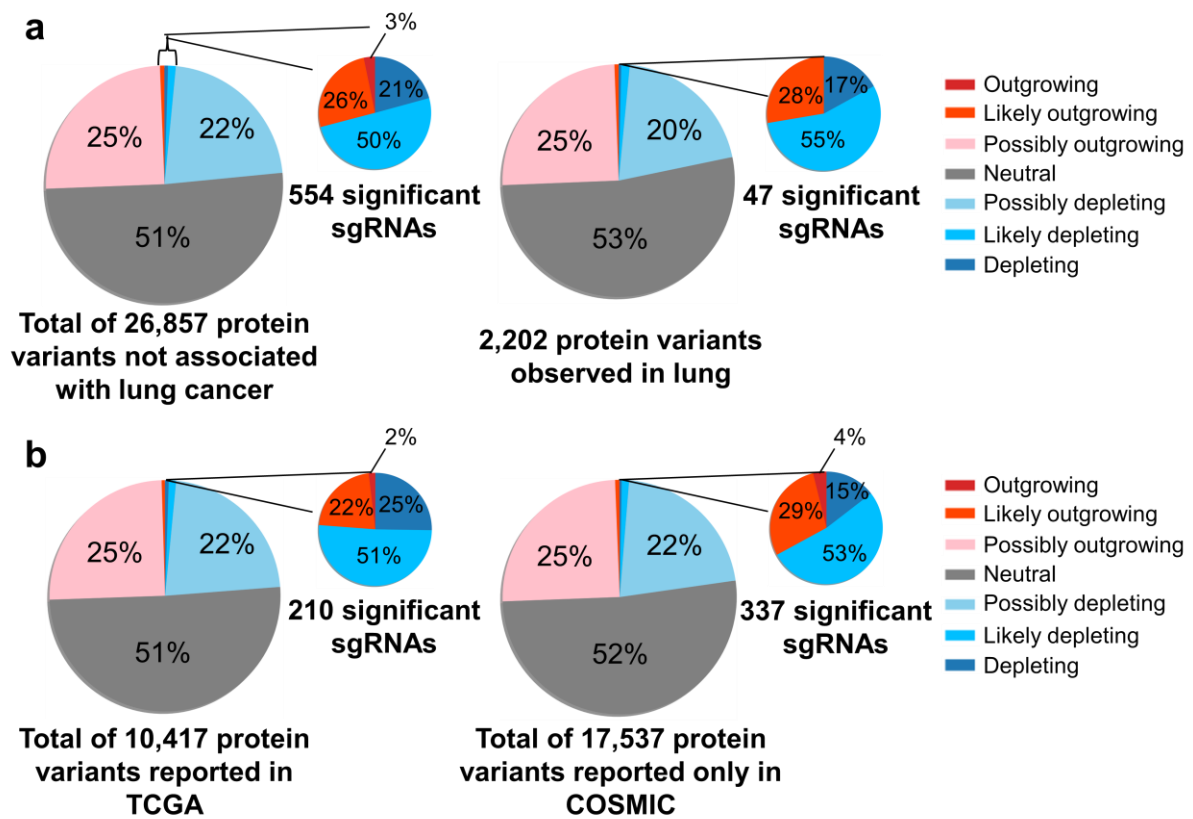 a
3%
25%
22%
51%
26%
21%
50%
554 significant
sgRNAs
Total of 26,857 protein
variants not associated
with lung cancer
25%
20%
53%
28%
17%
55%
47 significant
sgRNAs
2,202 protein variants
observed in lung
Outgrowing
Likely outgrowing
Possibly outgrowing
Neutral
Possibly depleting
Likely depleting
Depleting
b
2%
25%
22%
51%
22%
25%
51%
210 significant
sgRNAs
Total of 10,417 protein
variants reported in
TCGA
4%
25%
22%
52%
29%
15%
53%
337 significant
sgRNAs
Total of 17,537 protein
variants reported only in
COSMIC
Outgrowing
Likely outgrowing
Possibly outgrowing
Neutral
Possibly depleting
Likely depleting
Depleting